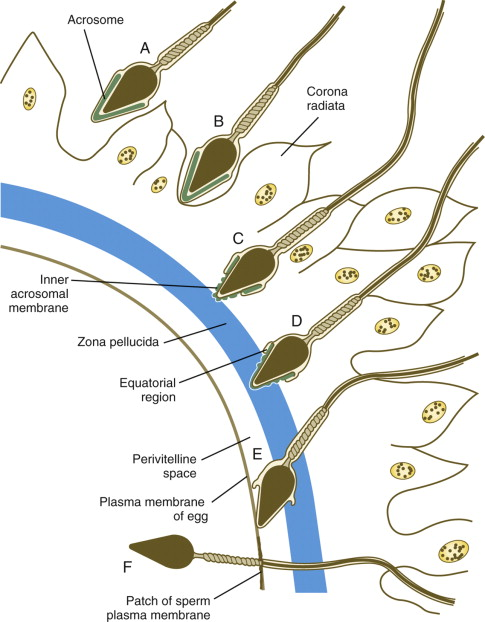 Acrosome
A
B
Corona
radiata
C
Inner
acrosomal
membrane
D
Zona pellucida
Equatorial
region
E
Perivitelline
space
Plasma membrane
of egg
F
Patch of sperm
plasma membrane